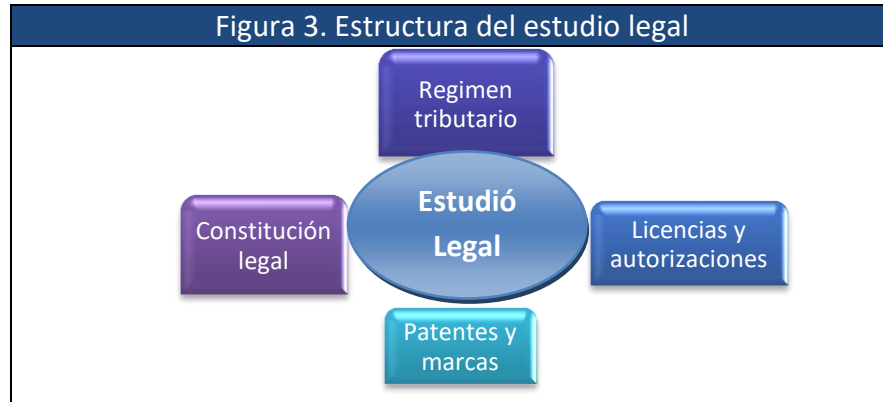 Figura 3. Estructura del estudio legal
Regimen
tributario
Estudió
Legal
Constitución
legal
Licencias y
autorizaciones
Patentes y
marcas